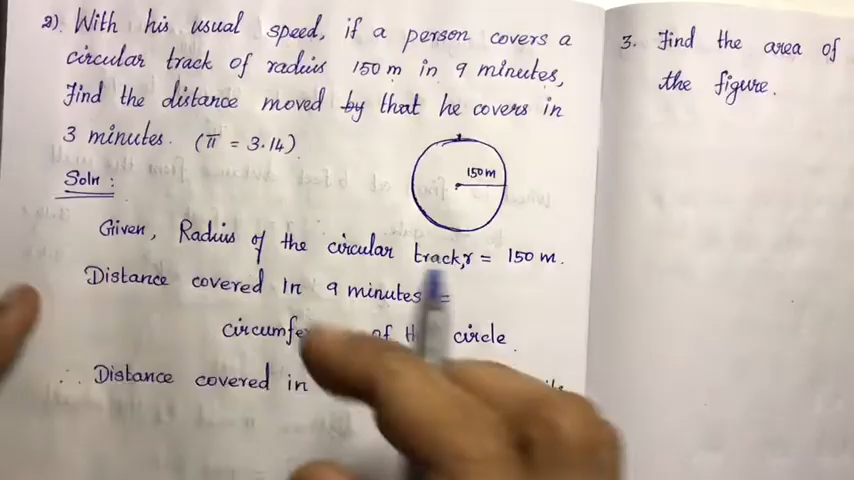 2). With his usual speed, if a person covers a
circular track of radius 150 m in 9 minutes,
Find the distance moved by that he covers in
3 minutes. (π = 3.14)
150 m
Soln :
Given, Radius of the circular track, r = 150 m.
Distance covered in 9 minutes =
of circle.
∴ Distance covered in
3. Find the area of
the figure.